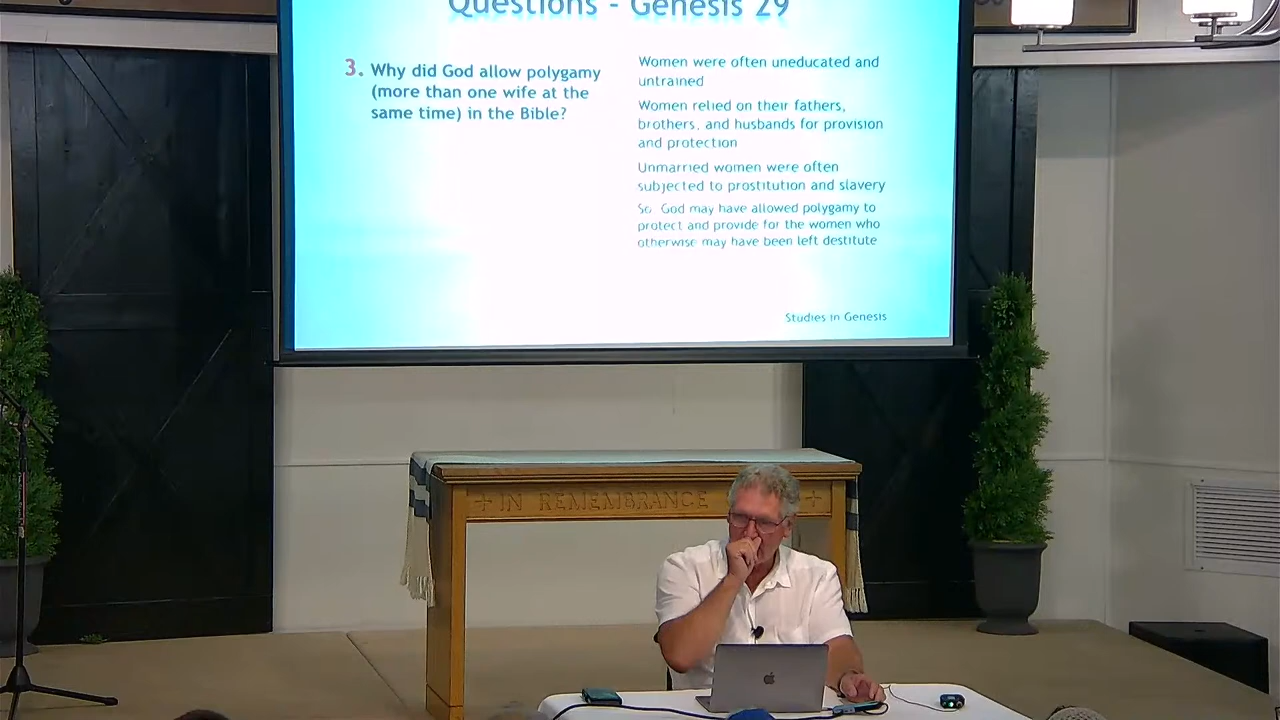 Questions - Genesis 29
3. Why did God allow polygamy
(more than one wife at the
same time) in the Bible?
Women were often uneducated and
untrained
Women relied on their fathers,
brothers, and husbands for provision
and protection
Unmarried women were often
subjected to prostitution and slavery
So God may have allowed polygamy to
protect and provide for the women who
otherwise may have been left destitute
Studies in Genesis
IN REMEMBRANCE